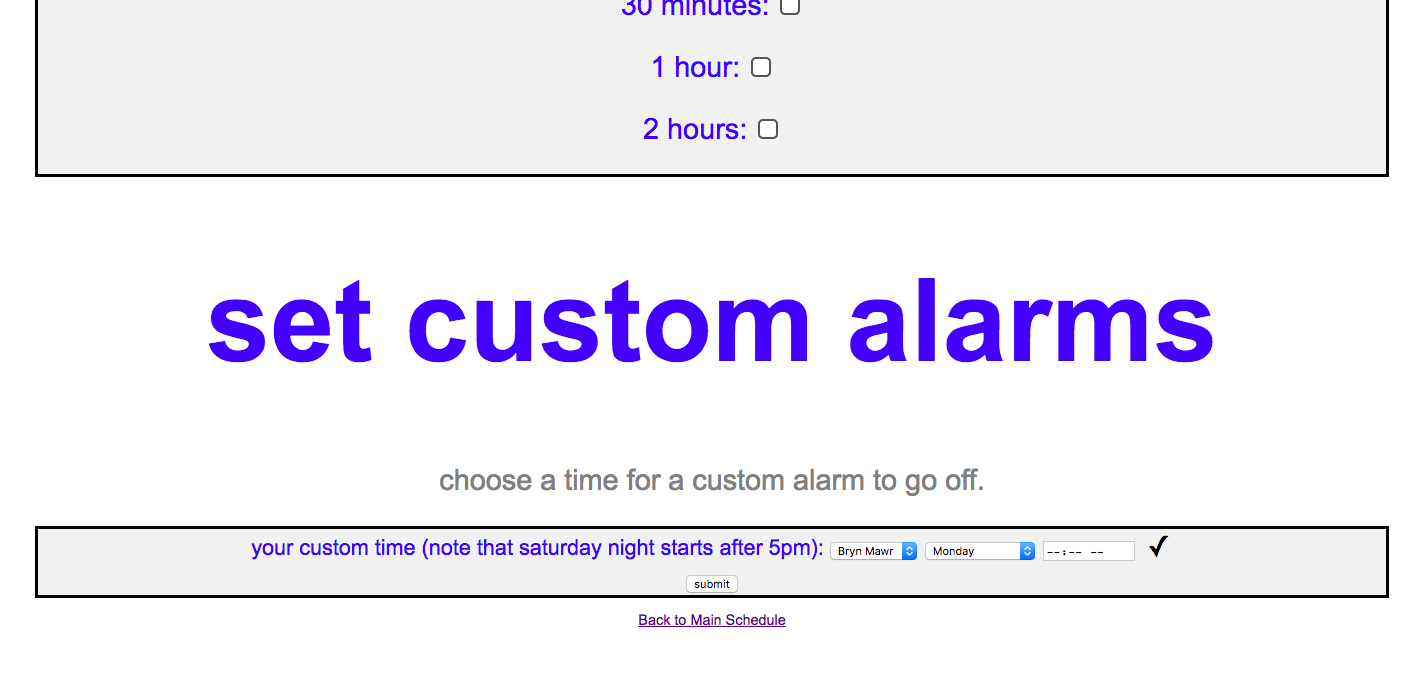 30 minutes:
1 hour:
2 hours:
set custom alarms
choose a time for a custom alarm to go off.
your custom time (note that saturday night starts after 5pm): Bryn Mawr Monday --:-- --
submit
Back to Main Schedule